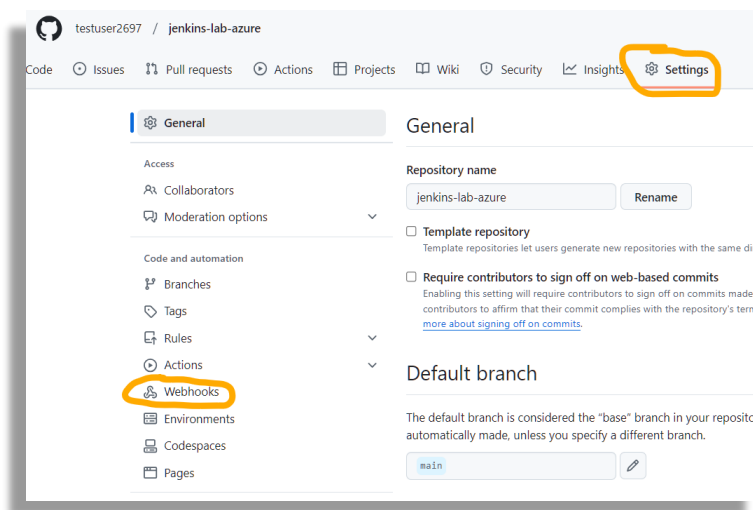 testuser2697 / jenkins-lab-azure
Code Issues Pull requests Actions Projects Wiki Security Insights Settings
General
Access
Collaborators
Moderation options
Code and automation
Branches
Tags
Rules
Actions
Webhooks
Environments
Codespaces
Pages
General
Repository name
jenkins-lab-azure Rename
Template repository
Template repositories let users generate new repositories with the same di
Require contributors to sign off on web-based commits
Enabling this setting will require contributors to sign off on commits made
contributors to affirm that their commit complies with the repository's tern
more about signing off on commits.
Default branch
The default branch is considered the "base" branch in your reposito
automatically made, unless you specify a different branch.
main